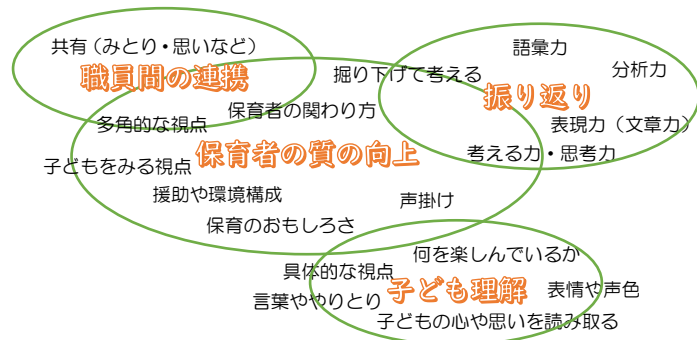 共有（みとり・思いなど）
職員間の連携
多角的な視点
語彙力
分析力
掘り下げて考える
振り返り
表現力（文章力）
考える力・思考力
保育者の関わり方
保育者の質の向上
子どもをみる視点
援助や環境構成
声掛け
保育のおもしろさ
何を楽しんでいるか
具体的な視点
子ども理解
表情や声色
言葉ややりとり
子どもの心や思いを読み取る